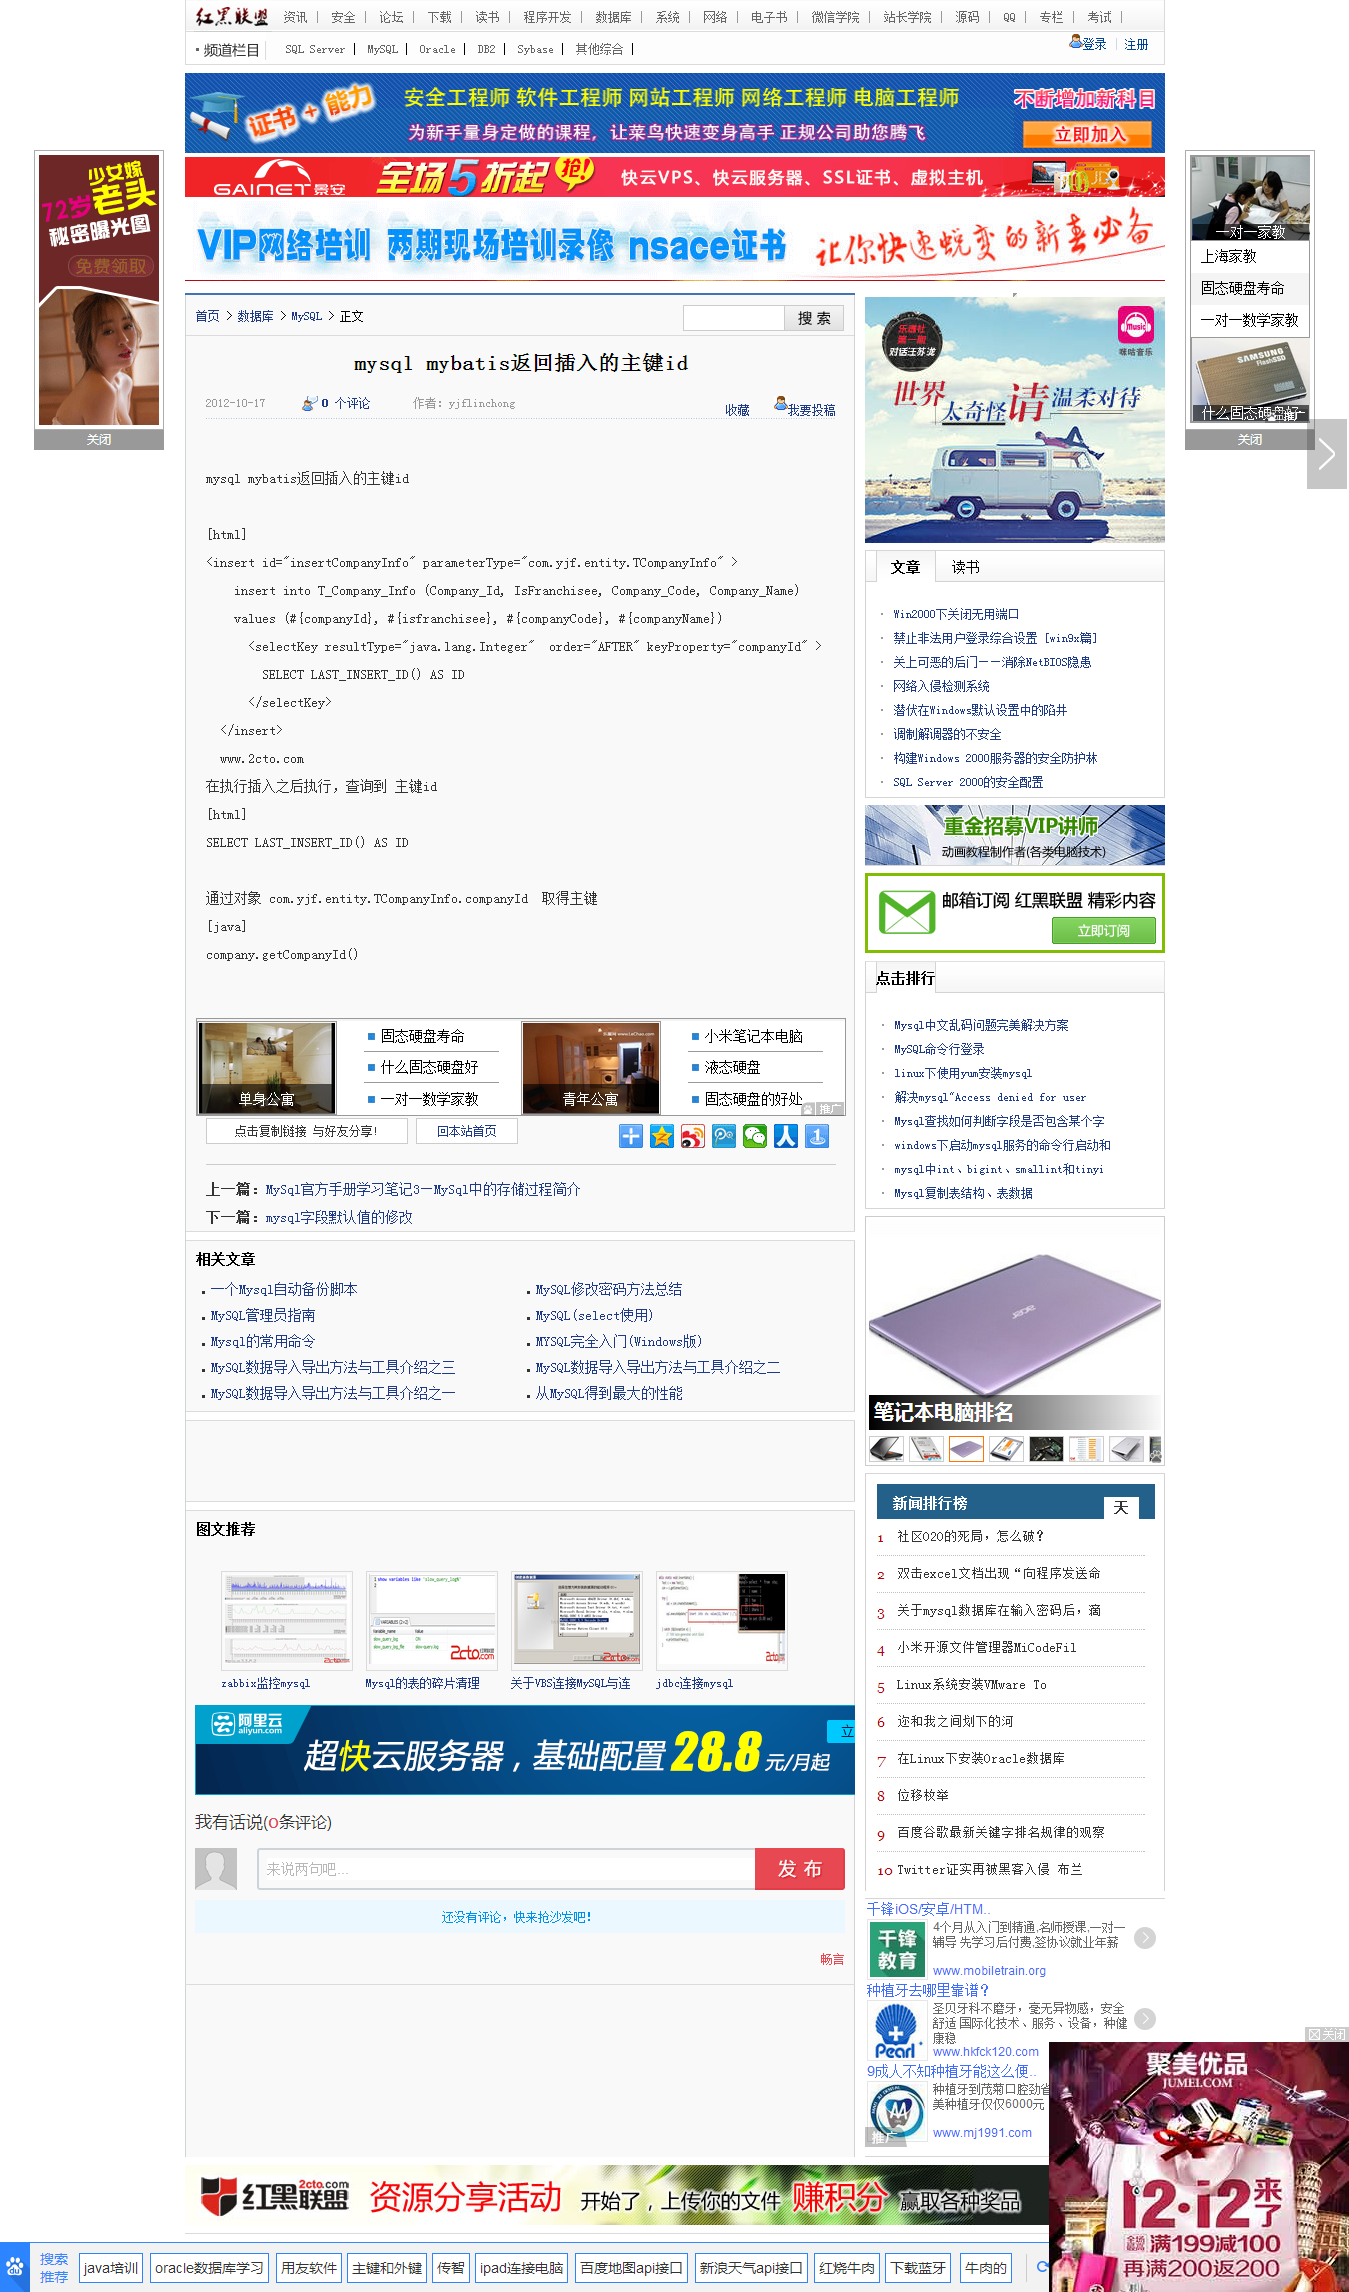 红黑联盟 资讯 | 安全 | 论坛 | 下载 | 读书 | 程序开发 | 数据库 | 系统 | 网络 | 电子书 | 微信学院 | 站长学院 | 源码 | QQ | 专栏 | 考试 |
· 频道栏目 SQL Server | MySQL | Oracle | DB2 | Sybase | 其他综合 |
登录 | 注册
安全工程师 软件工程师 网站工程师 网络工程师 电脑工程师
证书+能力
为新手量身定做的课程，让菜鸟快速变身高手 正规公司助您腾飞
不断增加新科目
立即加入
GAINET景安 全场5折起 抢! 快云VPS、快云服务器、SSL证书、虚拟主机
VIP网络培训 两期现场培训录像 nsace证书 让你快速蜕变的新春必备
少女嫁
72岁老头
秘密曝光图
免费领取
关闭
一对一家教
上海家教
固态硬盘寿命
一对一数学家教
SAMSUNG
FlashSSD
什么固态硬盘好
关闭
首页 > 数据库 > MySQL > 正文
搜 索
mysql mybatis返回插入的主键id
2012-10-17 0 个评论 作者：yjflinchong
收藏 我要投稿
mysql mybatis返回插入的主键id
[html]
<insert id="insertCompanyInfo" parameterType="com.yjf.entity.TCompanyInfo" >
insert into T_Company_Info (Company_Id, IsFranchisee, Company_Code, Company_Name)
values (#{companyId}, #{isfranchisee}, #{companyCode}, #{companyName})
<selectKey resultType="java.lang.Integer"  order="AFTER" keyProperty="companyId" >
SELECT LAST_INSERT_ID() AS ID
</selectKey>
</insert>
www.2cto.com
在执行插入之后执行，查询到 主键id
[html]
SELECT LAST_INSERT_ID() AS ID
通过对象 com.yjf.entity.TCompanyInfo.companyId  取得主键
[java]
company.getCompanyId()
单身公寓
固态硬盘寿命
什么固态硬盘好
一对一数学家教
青年公寓
小米笔记本电脑
液态硬盘
固态硬盘的好处
推广
点击复制链接 与好友分享!
回本站首页
上一篇：MySql官方手册学习笔记3—MySql中的存储过程简介
下一篇：mysql字段默认值的修改
相关文章
一个Mysql自动备份脚本
MySQL修改密码方法总结
MySQL管理员指南
MySQL(select使用)
Mysql的常用命令
MYSQL完全入门(Windows版)
MySQL数据导入导出方法与工具介绍之三
MySQL数据导入导出方法与工具介绍之二
MySQL数据导入导出方法与工具介绍之一
从MySQL得到最大的性能
图文推荐
zabbix监控mysql
Mysql的表的碎片清理
关于VBS连接MySQL与连
jdbc连接mysql
阿里云
aliyun.com
超快云服务器，基础配置28.8元/月起
立
我有话说(0条评论)
来说两句吧...
发 布
还没有评论，快来抢沙发吧!
畅言
乐善社
第一期
对话汪苏泷
Music
咪咕音乐
世界太奇怪 请温柔对待
文章 读书
Win2000下关闭无用端口
禁止非法用户登录综合设置 [win9x篇]
关上可恶的后门——消除NetBIOS隐患
网络入侵检测系统
潜伏在Windows默认设置中的陷井
调制解调器的不安全
构建Windows 2000服务器的安全防护林
SQL Server 2000的安全配置
重金招募VIP讲师
动画教程制作者(各类电脑技术)
邮箱订阅 红黑联盟 精彩内容
立即订阅
点击排行
Mysql中文乱码问题完美解决方案
MySQL命令行登录
linux下使用yum安装mysql
解决mysql"Access denied for user
Mysql查找如何判断字段是否包含某个字
windows下启动mysql服务的命令行启动和
mysql中int、bigint、smallint和tinyi
Mysql复制表结构、表数据
acer
笔记本电脑排名
新闻排行榜 天
1 社区O2O的死局，怎么破?
2 双击excel文档出现“向程序发送命
3 关于mysql数据库在输入密码后，滴
4 小米开源文件管理器MiCodeFil
5 Linux系统安装VMware To
6 迩和我之间划下的河
7 在Linux下安装Oracle数据库
8 位移枚举
9 百度谷歌最新关键字排名规律的观察
10 Twitter证实再被黑客入侵 布兰
千锋iOS/安卓/HTM..
千锋教育
4个月从入门到精通,名师授课,一对一
辅导 先学习后付费,签协议就业年薪
www.mobiletrain.org
种植牙去哪里靠谱?
Pearl
圣贝牙科不磨牙，毫无异物感，安全
舒适 国际化技术、服务、设备，种健
康稳
www.hkfck120.com
9成人不知种植牙能这么便..
种植牙到茂菊口腔劲省
美种植牙仅仅6000元
www.mj1991.com
推广
关闭
聚美优品
JUMEI.COM
12·12来了
全场 满199减100
再满200返200
2cto.com
红黑联盟 资源分享活动 开始了，上传你的文件 赚积分 赢取各种奖品
搜索
推荐
java培训 oracle数据库学习 用友软件 主键和外键 传智 ipad连接电脑 百度地图api接口 新浪天气api接口 红烧牛肉 下载蓝牙 牛肉的